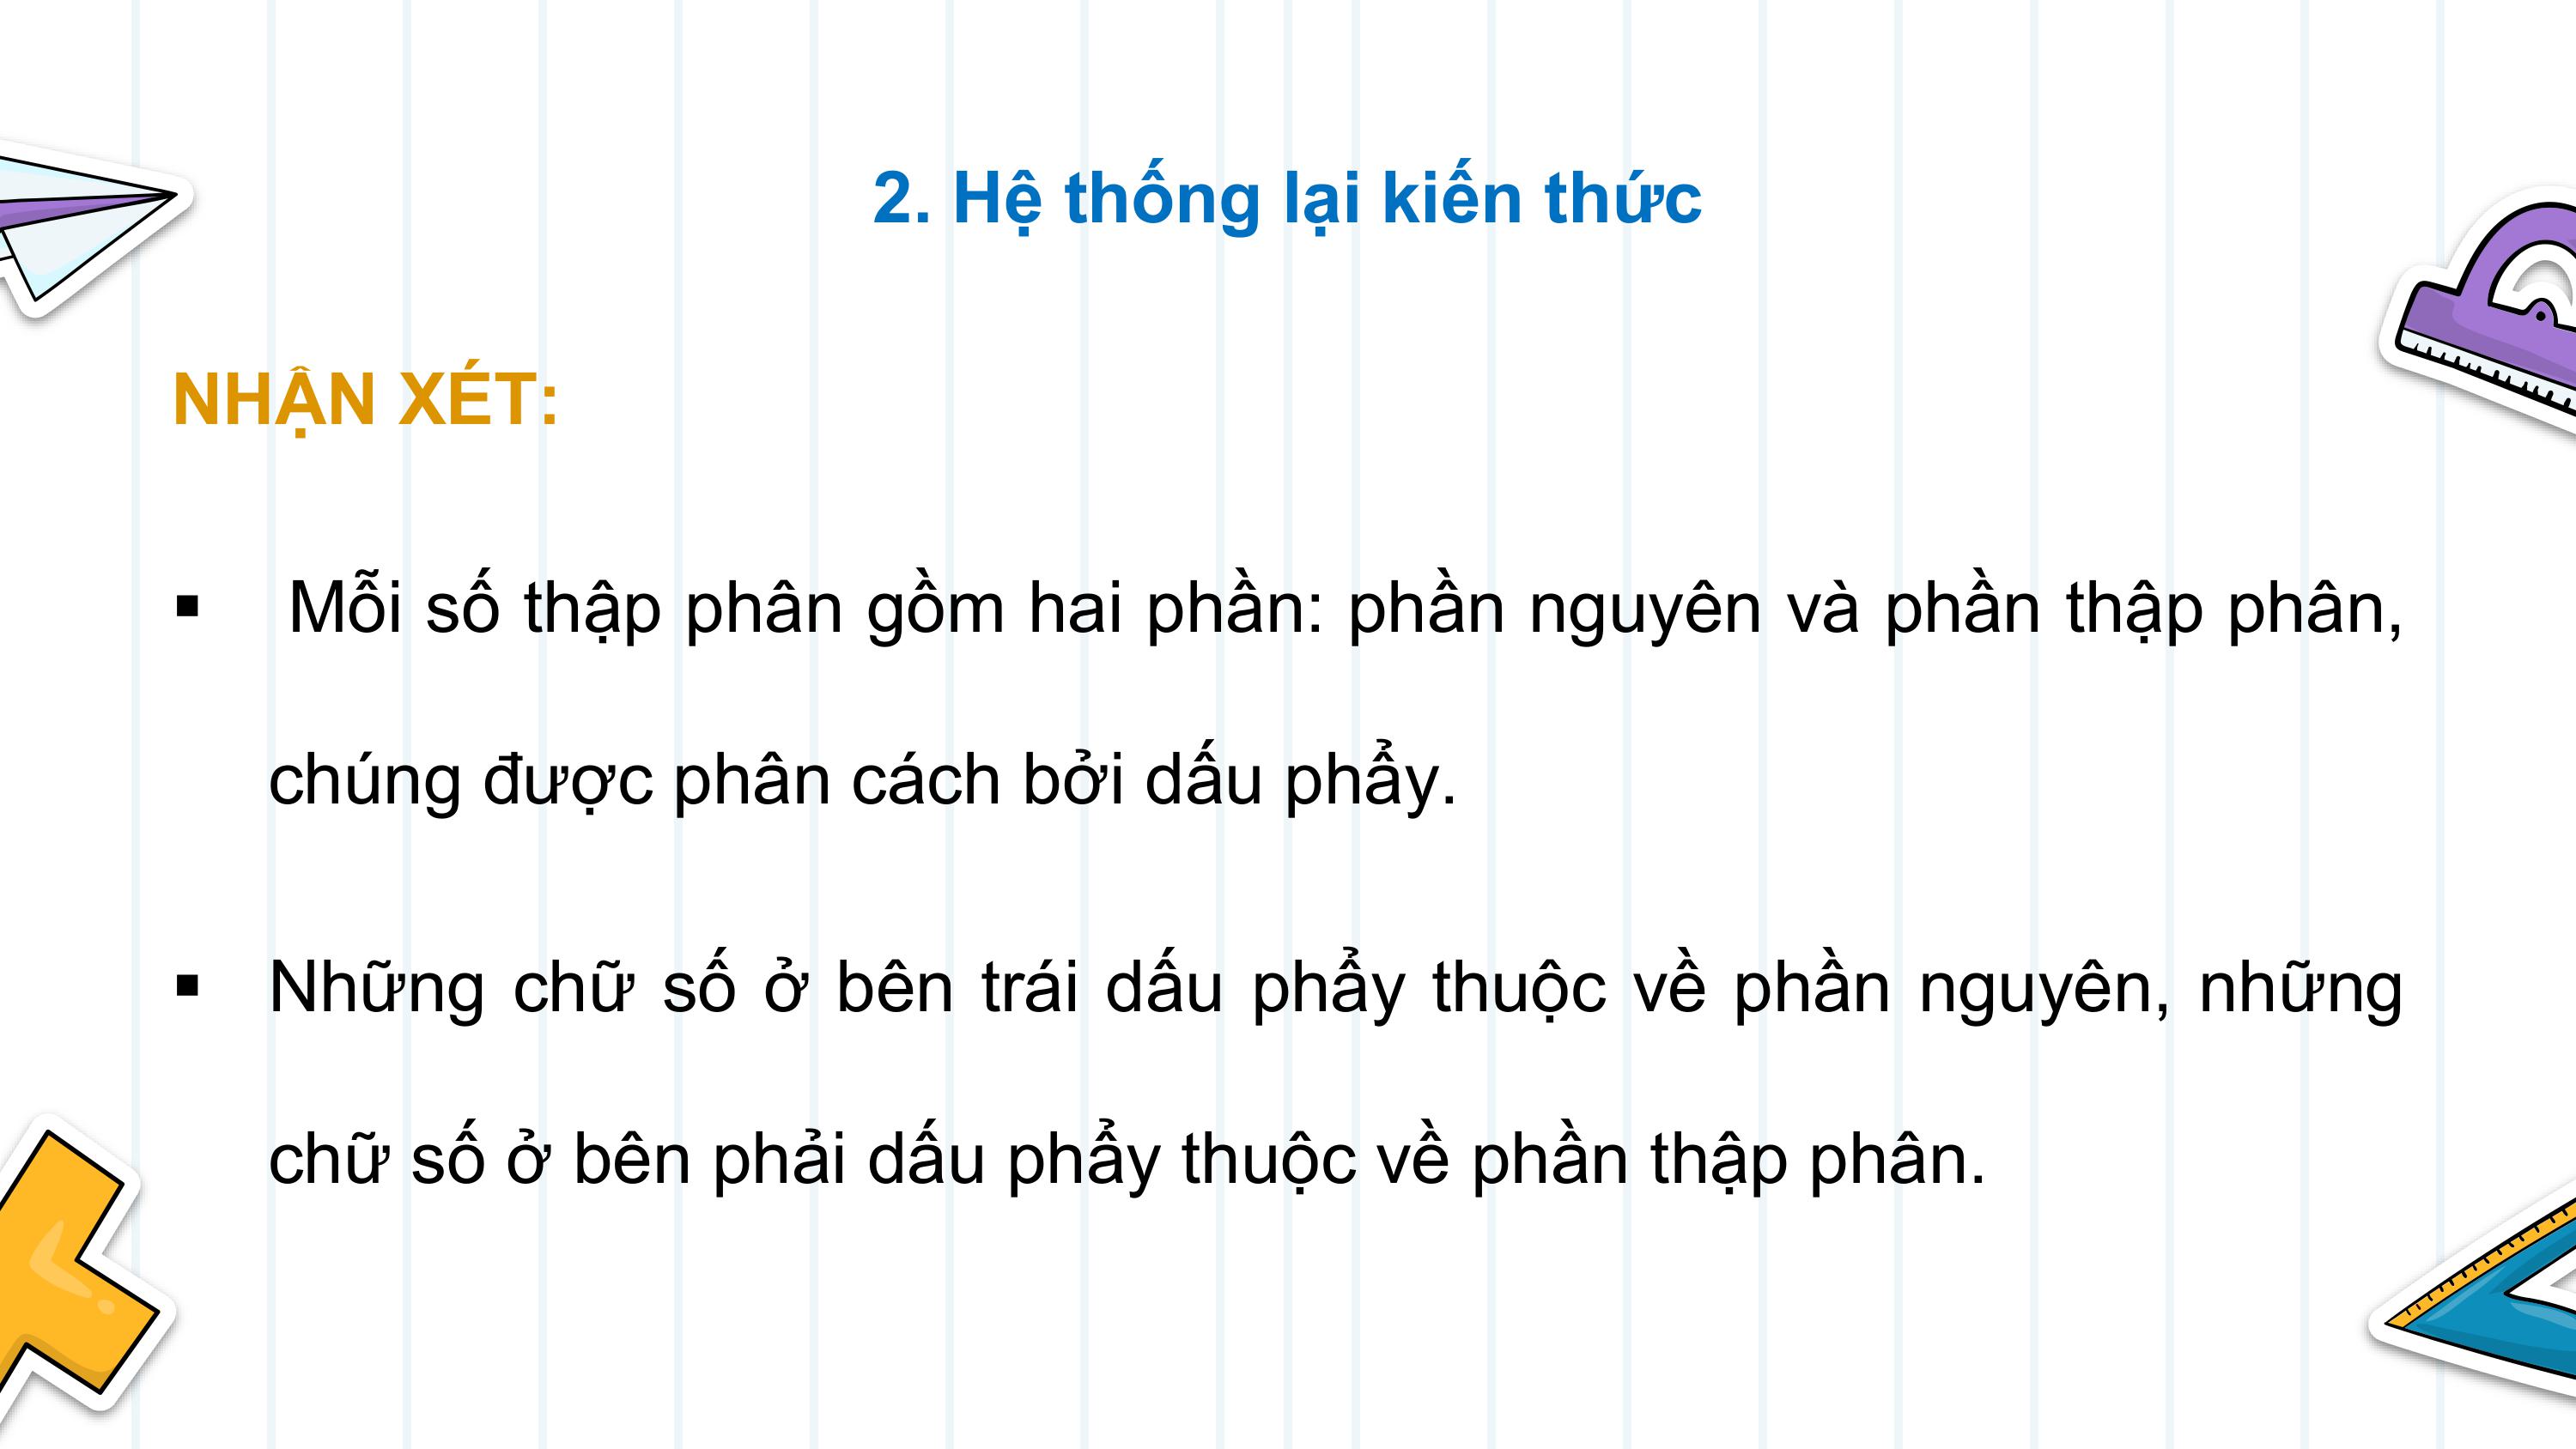 2. Hệ thống lại kiến thức
NHẬN XÉT:
▪ Mỗi số thập phân gồm hai phần: phần nguyên và phần thập phân,
chúng được phân cách bởi dấu phẩy.
▪ Những chữ số ở bên trái dấu phẩy thuộc về phần nguyên, những
chữ số ở bên phải dấu phẩy thuộc về phần thập phân.